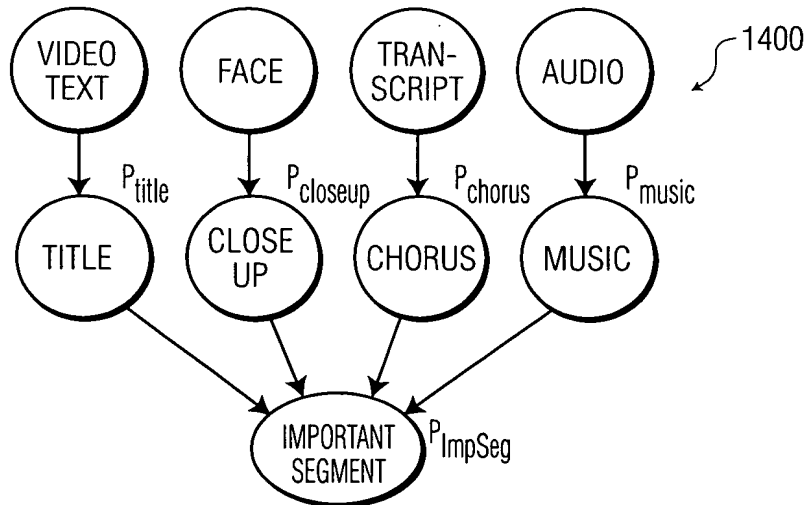 VIDEO
TEXT
FACE
TRAN-
SCRIPT
AUDIO
1400
Ptitle
Pcloseup
Pchorus
Pmusic
TITLE
CLOSE
UP
CHORUS
MUSIC
IMPORTANT
SEGMENT
PImpSeg